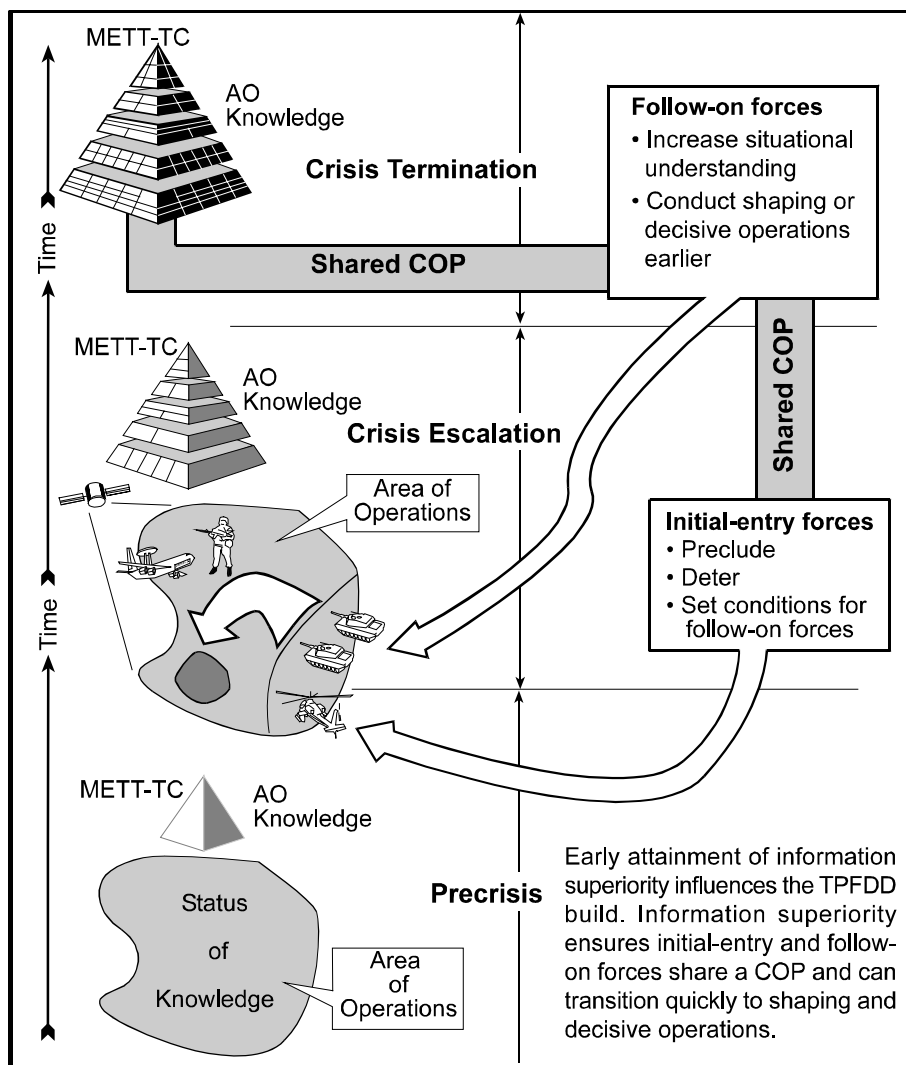 METT-TC
AO
Knowledge
Crisis Termination
Follow-on forces
• Increase situational
understanding
• Conduct shaping or
decisive operations
earlier
Time
Shared COP
METT-TC
AO
Knowledge
Crisis Escalation
Shared COP
Area of
Operations
Initial-entry forces
• Preclude
• Deter
• Set conditions for
follow-on forces
Time
METT-TC
AO
Knowledge
Precrisis
Status
of
Knowledge
Area
of
Operations
Early attainment of information
superiority influences the TPFDD
build. Information superiority
ensures initial-entry and follow-
on forces share a COP and can
transition quickly to shaping and
decisive operations.